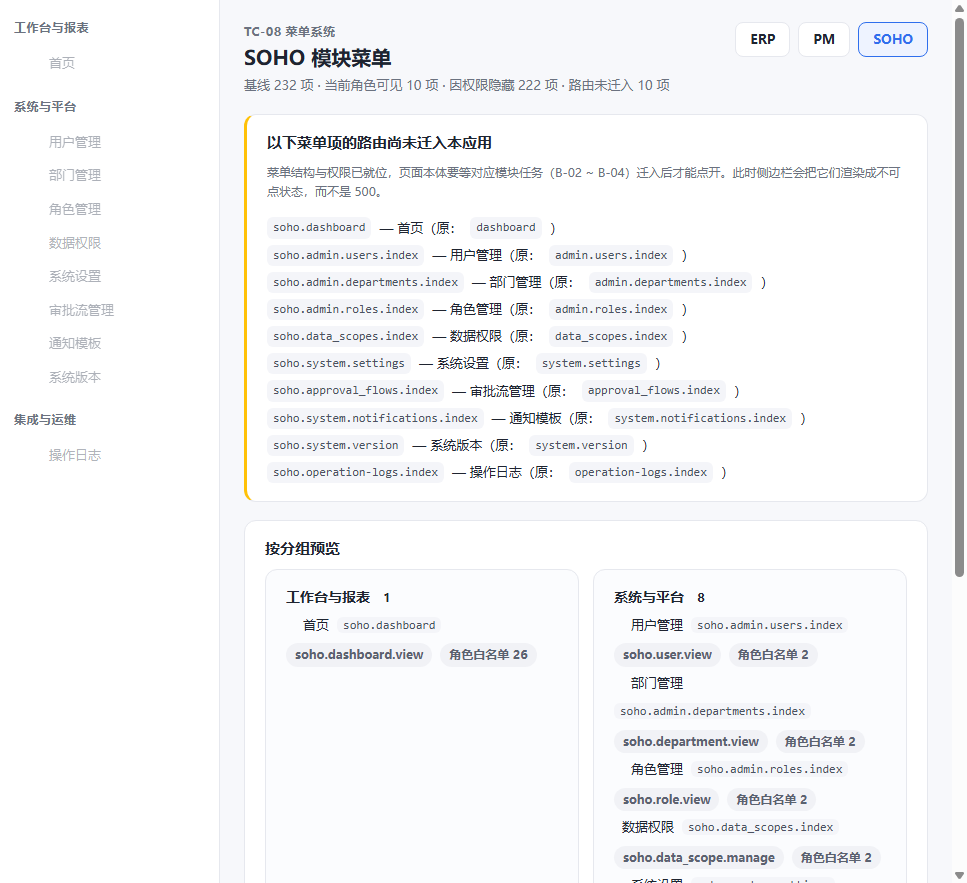 工作台与报表
首页
系统与平台
用户管理
部门管理
角色管理
数据权限
系统设置
审批流管理
通知模板
系统版本
集成与运维
操作日志
TC-08 菜单系统
SOHO 模块菜单
基线 232 项 · 当前角色可见 10 项 · 因权限隐藏 222 项 · 路由未迁入 10 项
ERP
PM
SOHO
以下菜单项的路由尚未迁入本应用
菜单结构与权限已就位，页面本体要等对应模块任务（B-02 ~ B-04）迁入后才能点开。此时侧边栏会把它们渲染成不可
点状态，而不是 500。
soho.dashboard — 首页（原： dashboard ）
soho.admin.users.index — 用户管理（原： admin.users.index ）
soho.admin.departments.index — 部门管理（原： admin.departments.index ）
soho.admin.roles.index — 角色管理（原： admin.roles.index ）
soho.data_scopes.index — 数据权限（原： data_scopes.index ）
soho.system.settings — 系统设置（原： system.settings ）
soho.approval_flows.index — 审批流管理（原： approval_flows.index ）
soho.system.notifications.index — 通知模板（原： system.notifications.index ）
soho.system.version — 系统版本（原： system.version ）
soho.operation-logs.index — 操作日志（原： operation-logs.index ）
按分组预览
工作台与报表 1
首页 soho.dashboard
soho.dashboard.view 角色白名单 26
系统与平台 8
用户管理 soho.admin.users.index
soho.user.view 角色白名单 2
部门管理
soho.admin.departments.index
soho.department.view 角色白名单 2
角色管理 soho.admin.roles.index
soho.role.view 角色白名单 2
数据权限 soho.data_scopes.index
soho.data_scope.manage 角色白名单 2